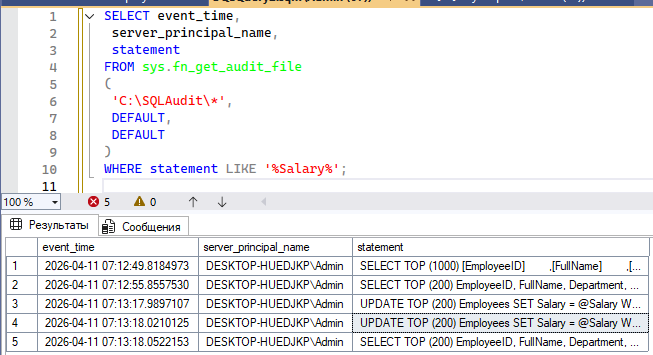 1 SELECT event_time,
2 server_principal_name,
3 statement
4 FROM sys.fn_get_audit_file
5 (
6 'C:\SQLAudit\*',
7 DEFAULT,
8 DEFAULT
9 )
10 WHERE statement LIKE '%Salary%';
11
100 % 5 0
Результаты Сообщения
event_time server_principal_name statement
1 2026-04-11 07:12:49.8184973 DESKTOP-HUEDJKP\Admin SELECT TOP (1000) [EmployeeID] ,[FullName] ,[...
2 2026-04-11 07:12:55.8557530 DESKTOP-HUEDJKP\Admin SELECT TOP (200) EmployeeID, FullName, Department, ...
3 2026-04-11 07:13:17.9897107 DESKTOP-HUEDJKP\Admin UPDATE TOP (200) Employees SET Salary = @Salary W...
4 2026-04-11 07:13:18.0210125 DESKTOP-HUEDJKP\Admin UPDATE TOP (200) Employees SET Salary = @Salary W...
5 2026-04-11 07:13:18.0522153 DESKTOP-HUEDJKP\Admin SELECT TOP (200) EmployeeID, FullName, Department, ...